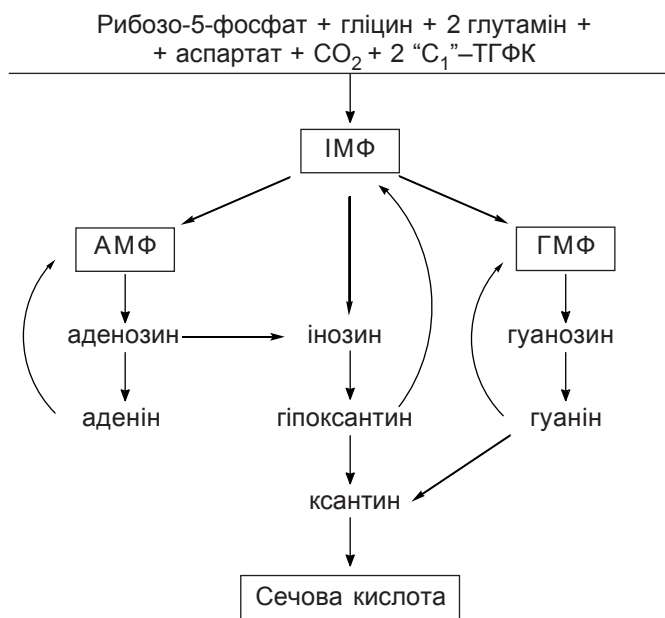 Рибозо-5-фосфат + гліцин + 2 глутамін +
+ аспартат + CO₂ + 2 “C₁”–ТГФК
ІМФ
АМФ
ГМФ
аденозин
інозин
гуанозин
аденін
гіпоксантин
гуанін
ксантин
Сечова кислота